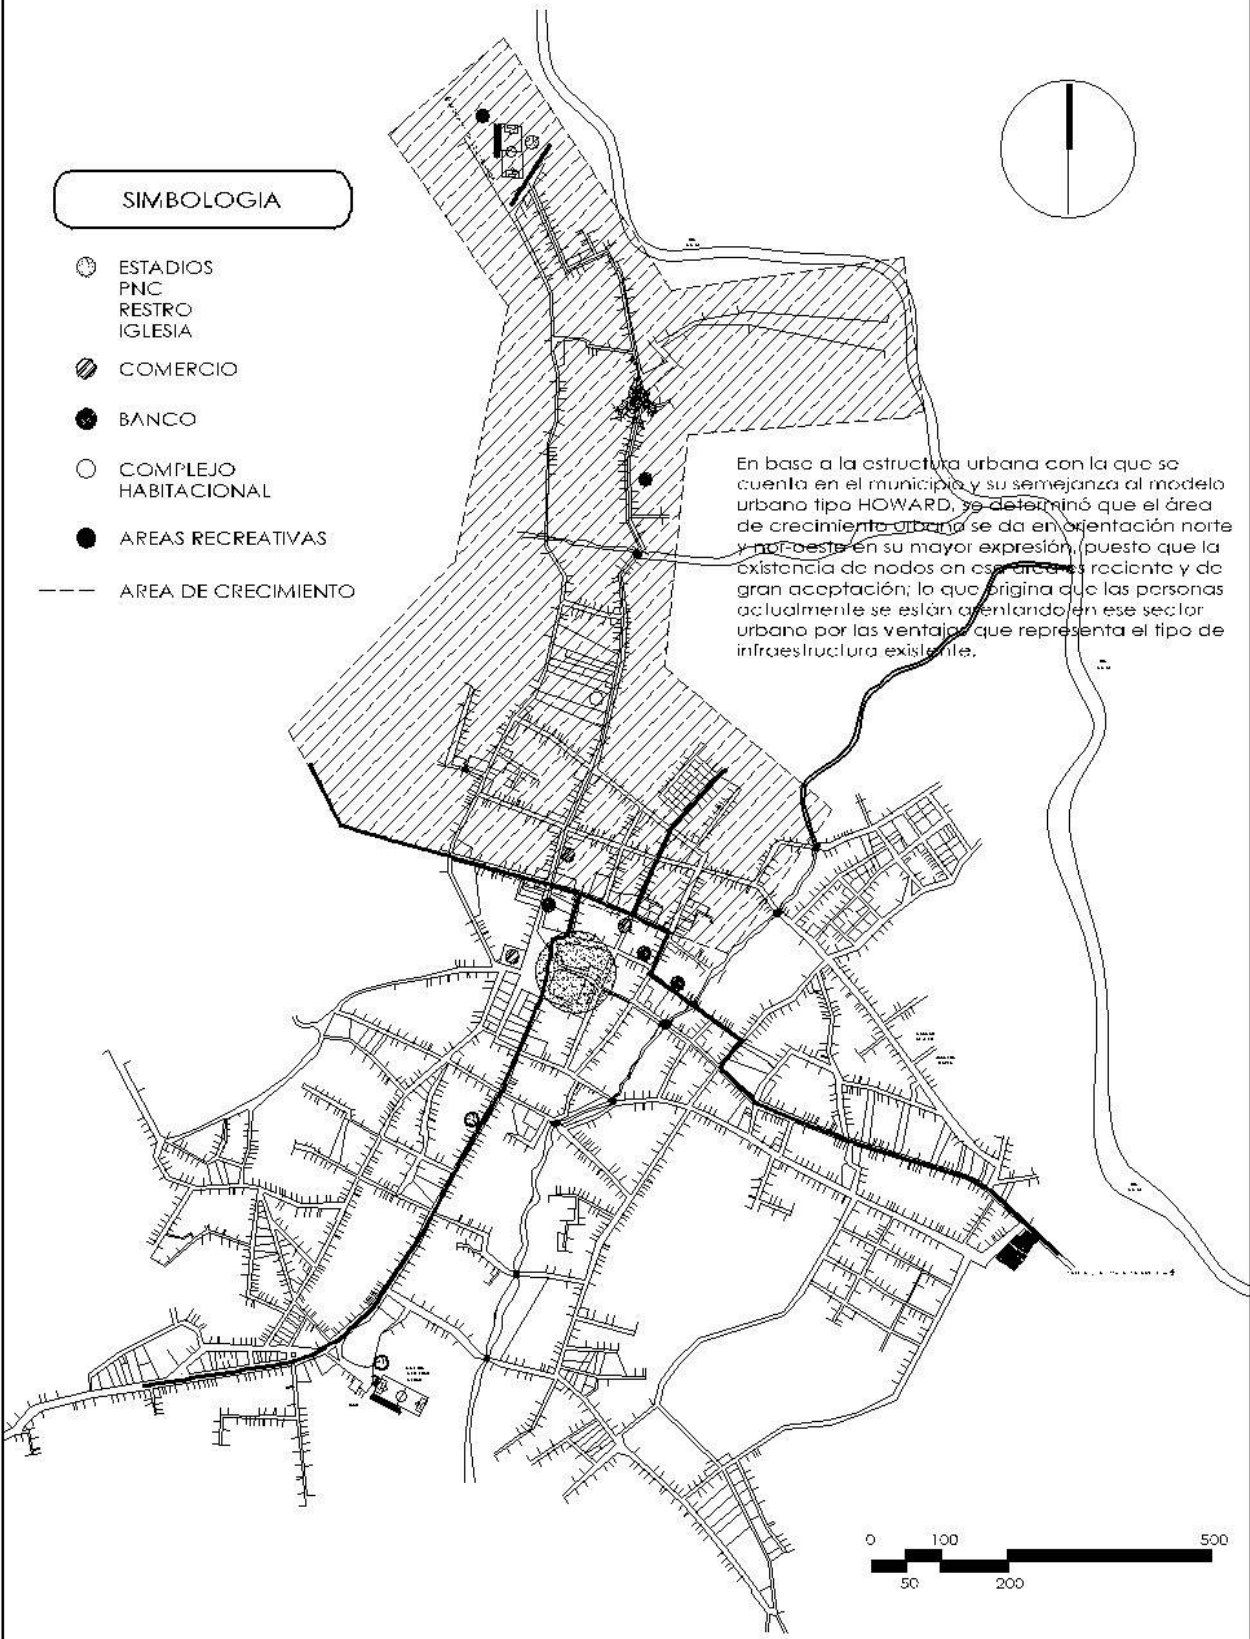 SIMBOLOGIA
ESTADIOS
PNC
RESTRO
IGLESIA
COMERCIO
BANCO
COMPLEJO
HABITACIONAL
AREAS RECREATIVAS
AREA DE CRECIMIENTO
En base a la estructura urbana con la que se
cuenta en el municipio y su semejanza al modelo
urbano tipo HOWARD, se determinó que el área
de crecimiento urbano se da en orientación norte
y nor-oeste en su mayor expresión, puesto que la
existencia de nodos en esa area es reciente y de
gran aceptación; lo que origina que las personas
actualmente se están asentando en ese sector
urbano por las ventajas que representa el tipo de
infraestructura existente.
0 100 500
50 200